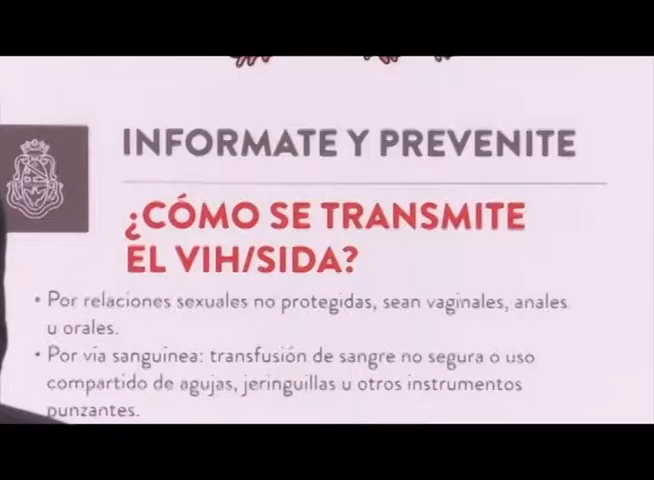 INFORMATE Y PREVENITE
¿CÓMO SE TRANSMITE
EL VIH/SIDA?
• Por relaciones sexuales no protegidas, sean vaginales, anales
u orales.
• Por vía sanguínea: transfusión de sangre no segura o uso
compartido de agujas, jeringuillas u otros instrumentos
punzantes.